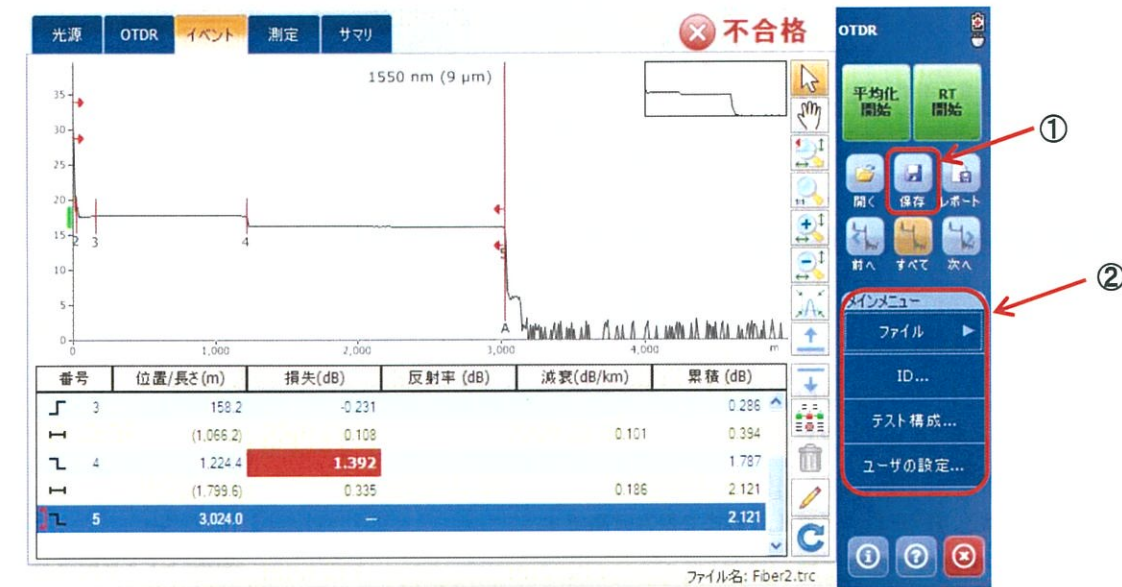 光源 OTDR イベント 測定 サマリ 不合格 OTDR
1550 nm (9 µm)
35
30
25
20
15
10
5
0
2 3 4 5
A
0 1,000 2,000 3,000 4,000 m
平均化開始 RT開始
①
開く 保存 レポート
前へ すべて 次へ
②
メインメニュー
ファイル
ID...
テスト構成...
ユーザの設定...
番号 位置/長さ(m) 損失(dB) 反射率 (dB) 減衰(dB/km) 累積 (dB)
3 158.2 -0.231 0.286
(1,066.2) 0.108 0.101 0.394
4 1,224.4 1.392 1.787
(1,799.6) 0.335 0.186 2.121
5 3,024.0 --- 2.121
ファイル名: Fiber2.trc